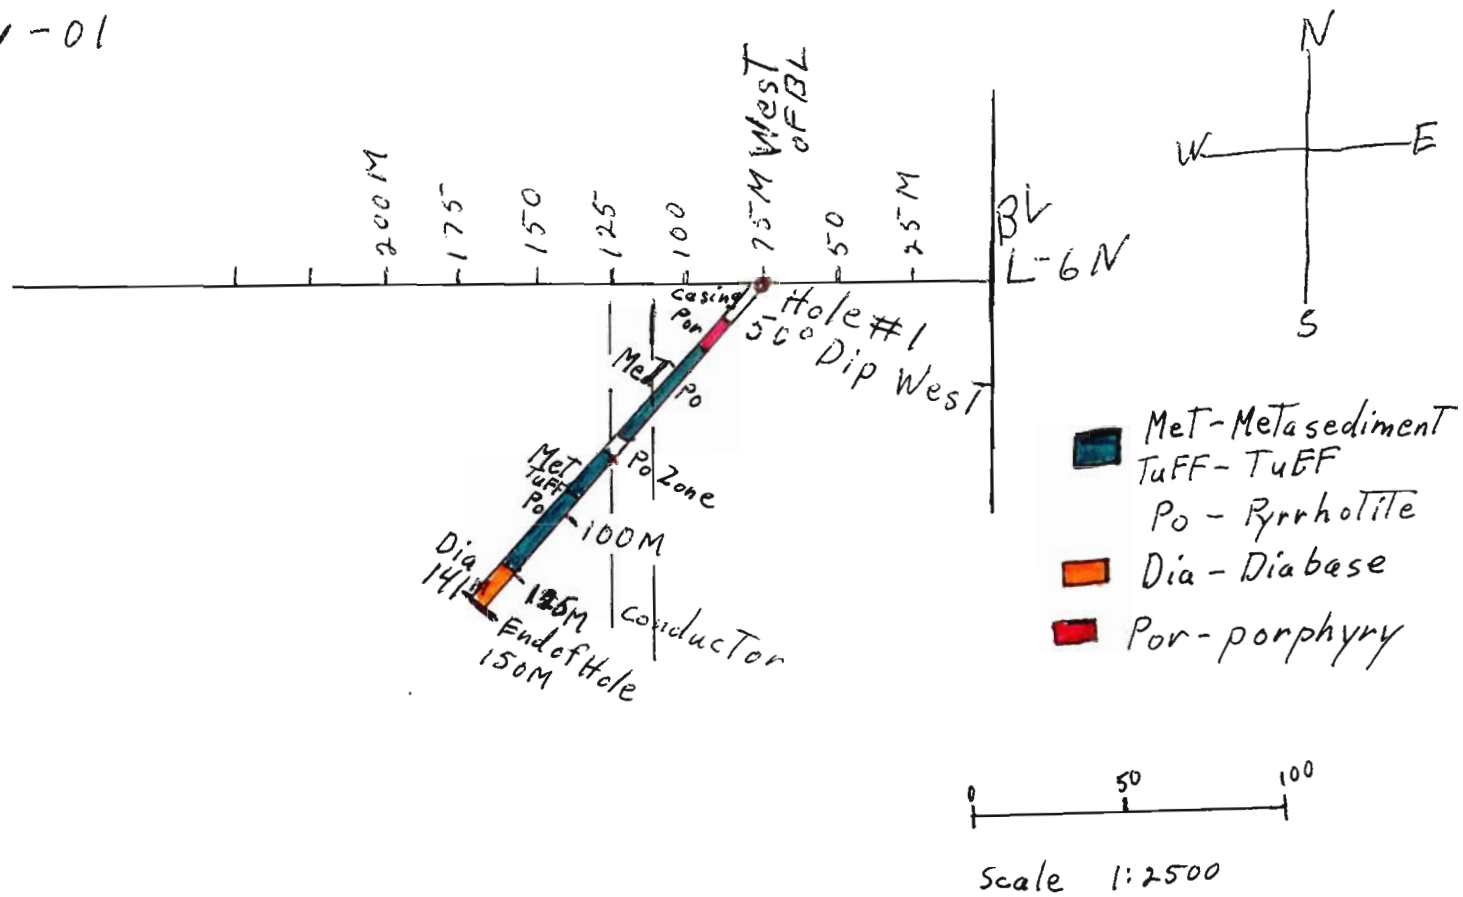 -01
N
W E
S
200M
175
150
125
100
75M West
of BL
50
25M
BL
L-6N
Casing
Por
Hole #1
50° Dip West
Met
Po
Met
Tuff
Po
Po Zone
100M
Dia
141
End of Hole
150M
Conductor
Met-Metasediment
Tuff-Tuff
Po - Pyrrhotite
Dia - Diabase
Por - porphyry
0 50 100
Scale 1:2500